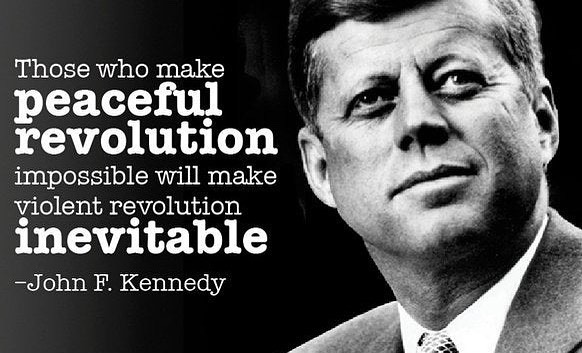 Those who make
peaceful
revolution
impossible will make
violent revolution
inevitable
–John F. Kennedy